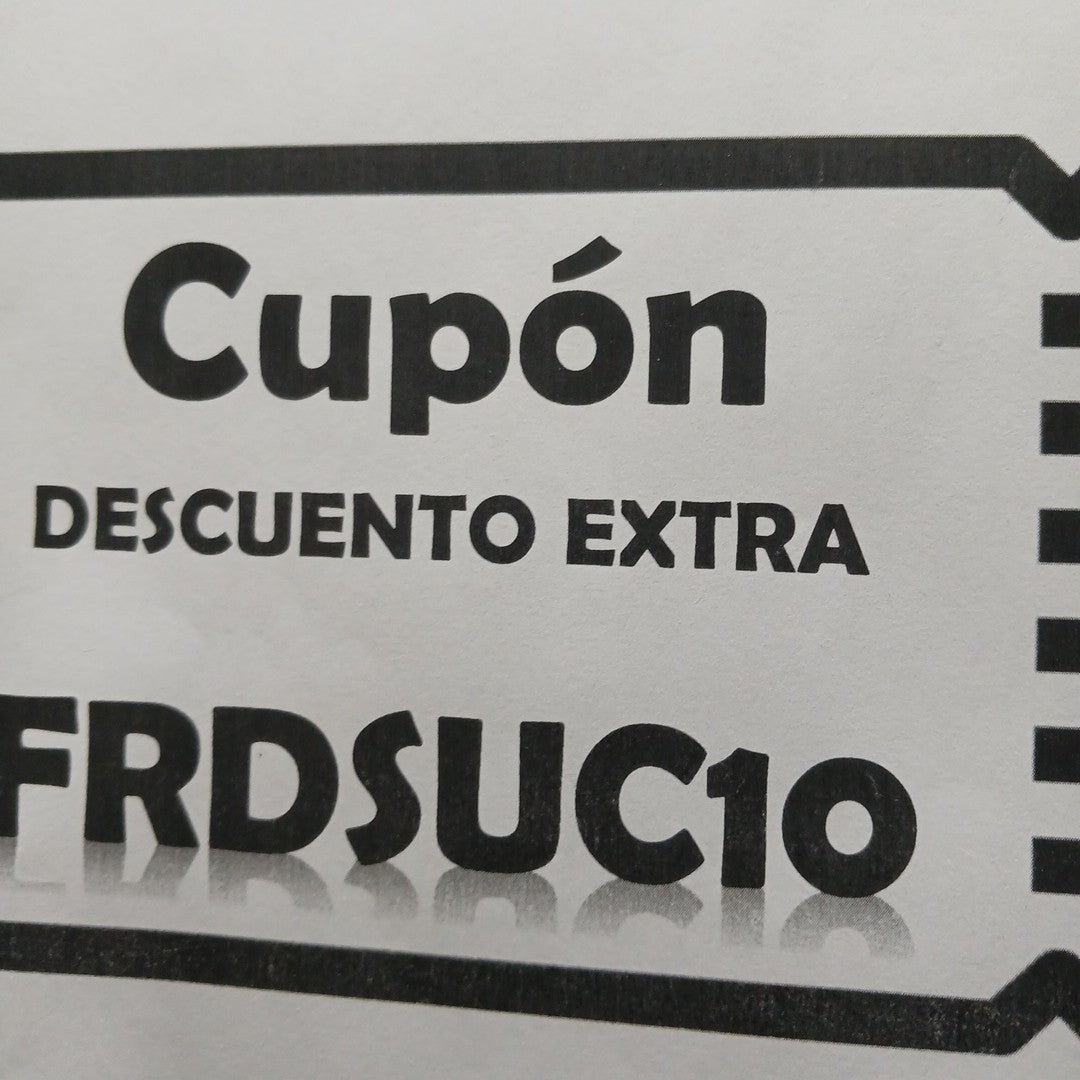 Cupón
DESCUENTO EXTRA
FRDSUC10